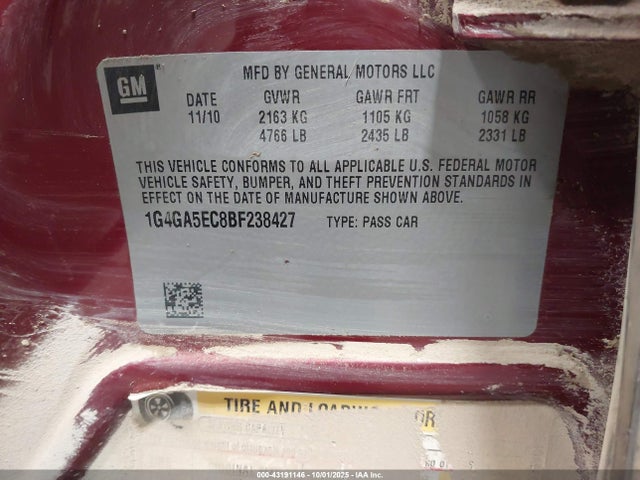 GM
MFD BY GENERAL MOTORS LLC
DATE GVWR GAWR FRT GAWR RR
11/10 2163 KG 1105 KG 1058 KG
4766 LB 2435 LB 2331 LB
THIS VEHICLE CONFORMS TO ALL APPLICABLE U.S. FEDERAL MOTOR
VEHICLE SAFETY, BUMPER, AND THEFT PREVENTION STANDARDS IN
EFFECT ON THE DATE OF MANUFACTURE SHOWN ABOVE.
1G4GA5EC8BF238427 TYPE: PASS CAR
TIRE AND
000-43191146 - 10/01/2025 - IAAI.COM